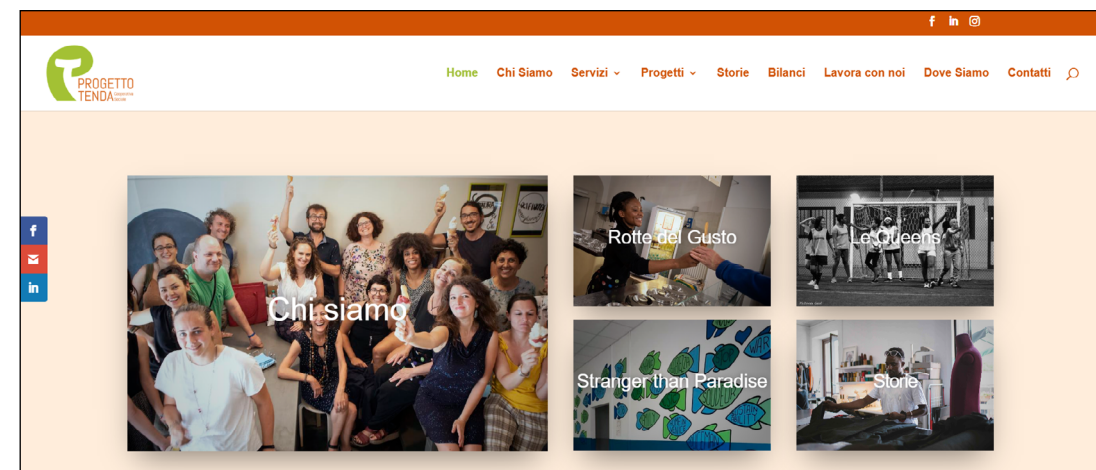 PROGETTO
TENDA
Home Chi Siamo Servizi Progetti Storie Bilanci Lavora con noi Dove Siamo Contatti
Chi siamo
Rotte del Gusto
Le Queens
Stranger than Paradise
Storie